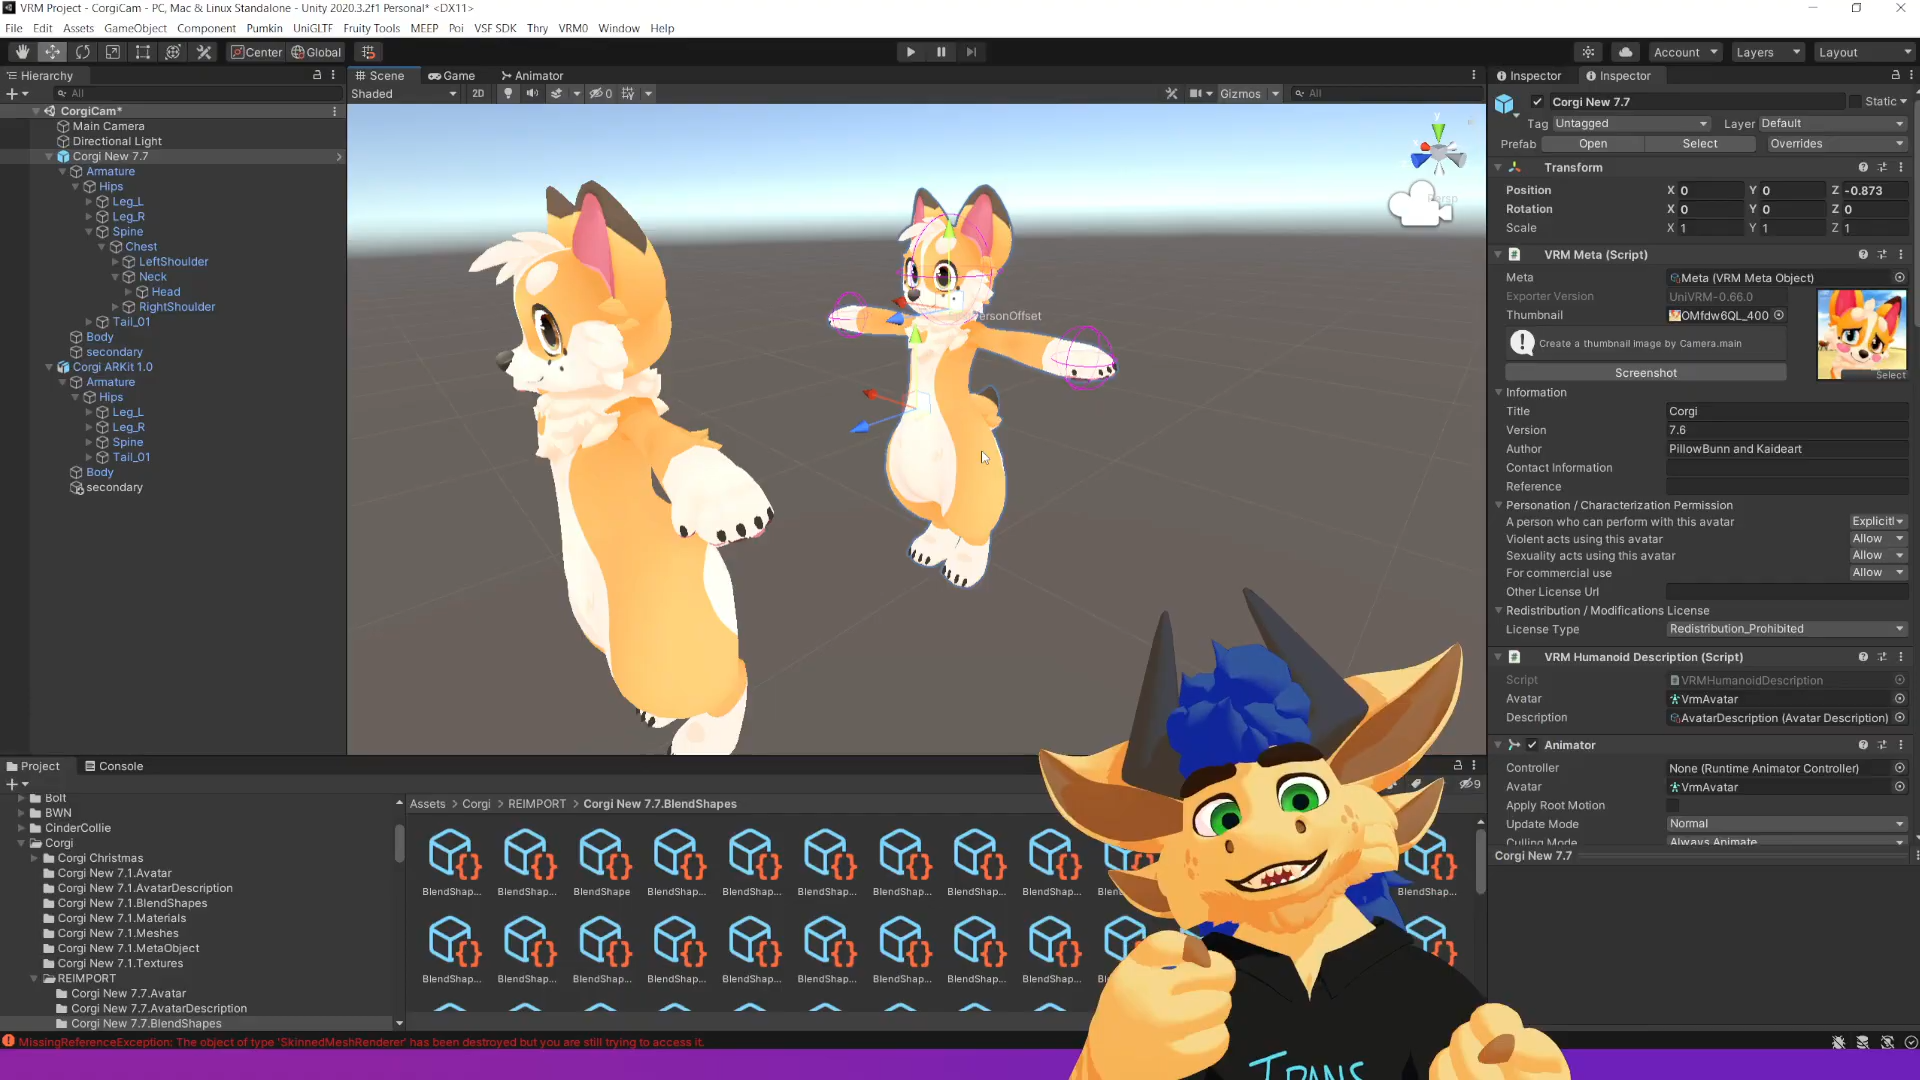 VRM Project - CorgiCam - PC, Mac & Linux Standalone - Unity 2020.3.2f1 Personal* <DX11>
File Edit Assets GameObject Component Pumkin UniGLTF Fruity Tools MEEP Poi VSF SDK Thry VRM0 Window Help
Center Global Account Layers Layout
Hierarchy Scene Game Animator Inspector Inspector
All Shaded 2D 0 Gizmos All
CorgiCam*
Main Camera
Directional Light
Corgi New 7.7
Armature
Hips
Leg_L
Leg_R
Spine
Chest
LeftShoulder
Neck
Head
RightShoulder
Tail_01
Body
secondary
Corgi ARKit 1.0
Armature
Hips
Leg_L
Leg_R
Spine
Tail_01
Body
secondary
y
Persp
Corgi New 7.7 Static
Tag Untagged Layer Default
Prefab Open Select Overrides
Transform
Position X 0 Y 0 Z -0.873
Rotation X 0 Y 0 Z 0
Scale X 1 Y 1 Z 1
VRM Meta (Script)
Meta Meta (VRM Meta Object)
Exporter Version UniVRM-0.66.0
Thumbnail OMfdw6QL_400
Create a thumbnail image by Camera.main
Select
Screenshot
Information
Title Corgi
Version 7.6
Author PillowBunn and Kaideart
Contact Information
Reference
Personation / Characterization Permission
A person who can perform with this avatar Explicitl
Violent acts using this avatar Allow
Sexuality acts using this avatar Allow
For commercial use Allow
Other License Url
Redistribution / Modifications License
License Type Redistribution_Prohibited
VRM Humanoid Description (Script)
Script VRMHumanoidDescription
Avatar VrmAvatar
Description AvatarDescription (Avatar Description)
Animator
Controller None (Runtime Animator Controller)
Avatar VrmAvatar
Apply Root Motion
Update Mode Normal
Culling Mode Always Animate
Corgi New 7.7
Project Console
9
Bolt
BWN
CinderCollie
Corgi
Corgi Christmas
Corgi New 7.1.Avatar
Corgi New 7.1.AvatarDescription
Corgi New 7.1.BlendShapes
Corgi New 7.1.Materials
Corgi New 7.1.Meshes
Corgi New 7.1.MetaObject
Corgi New 7.1.Textures
REIMPORT
Corgi New 7.7.Avatar
Corgi New 7.7.AvatarDescription
Corgi New 7.7.BlendShapes
Assets > Corgi > REIMPORT > Corgi New 7.7.BlendShapes
BlendShap... BlendShap... BlendShape BlendShap... BlendShap... BlendShap... BlendShap... BlendShap... BlendShap... BlendShap...
BlendShap... BlendShap... BlendShap... BlendShap... BlendShap... BlendShap... BlendShap... BlendShap... BlendShap...
MissingReferenceException: The object of type 'SkinnedMeshRenderer' has been destroyed but you are still trying to access it.
TRANS